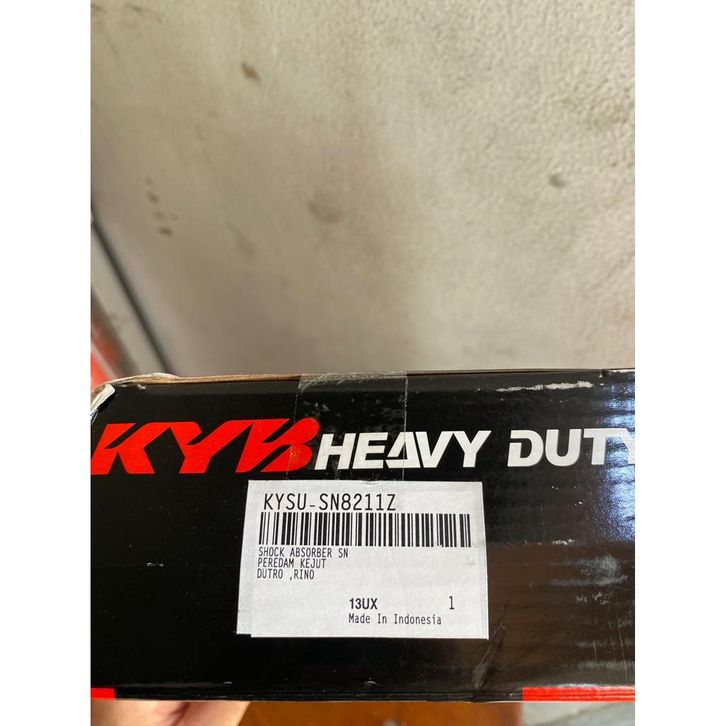 KYB HEAVY DUTY
KYSU-SN8211Z
SHOCK ABSORBER SN
PEREDAM KEJUT
DUTRO ,RINO
13UX 1
Made In Indonesia